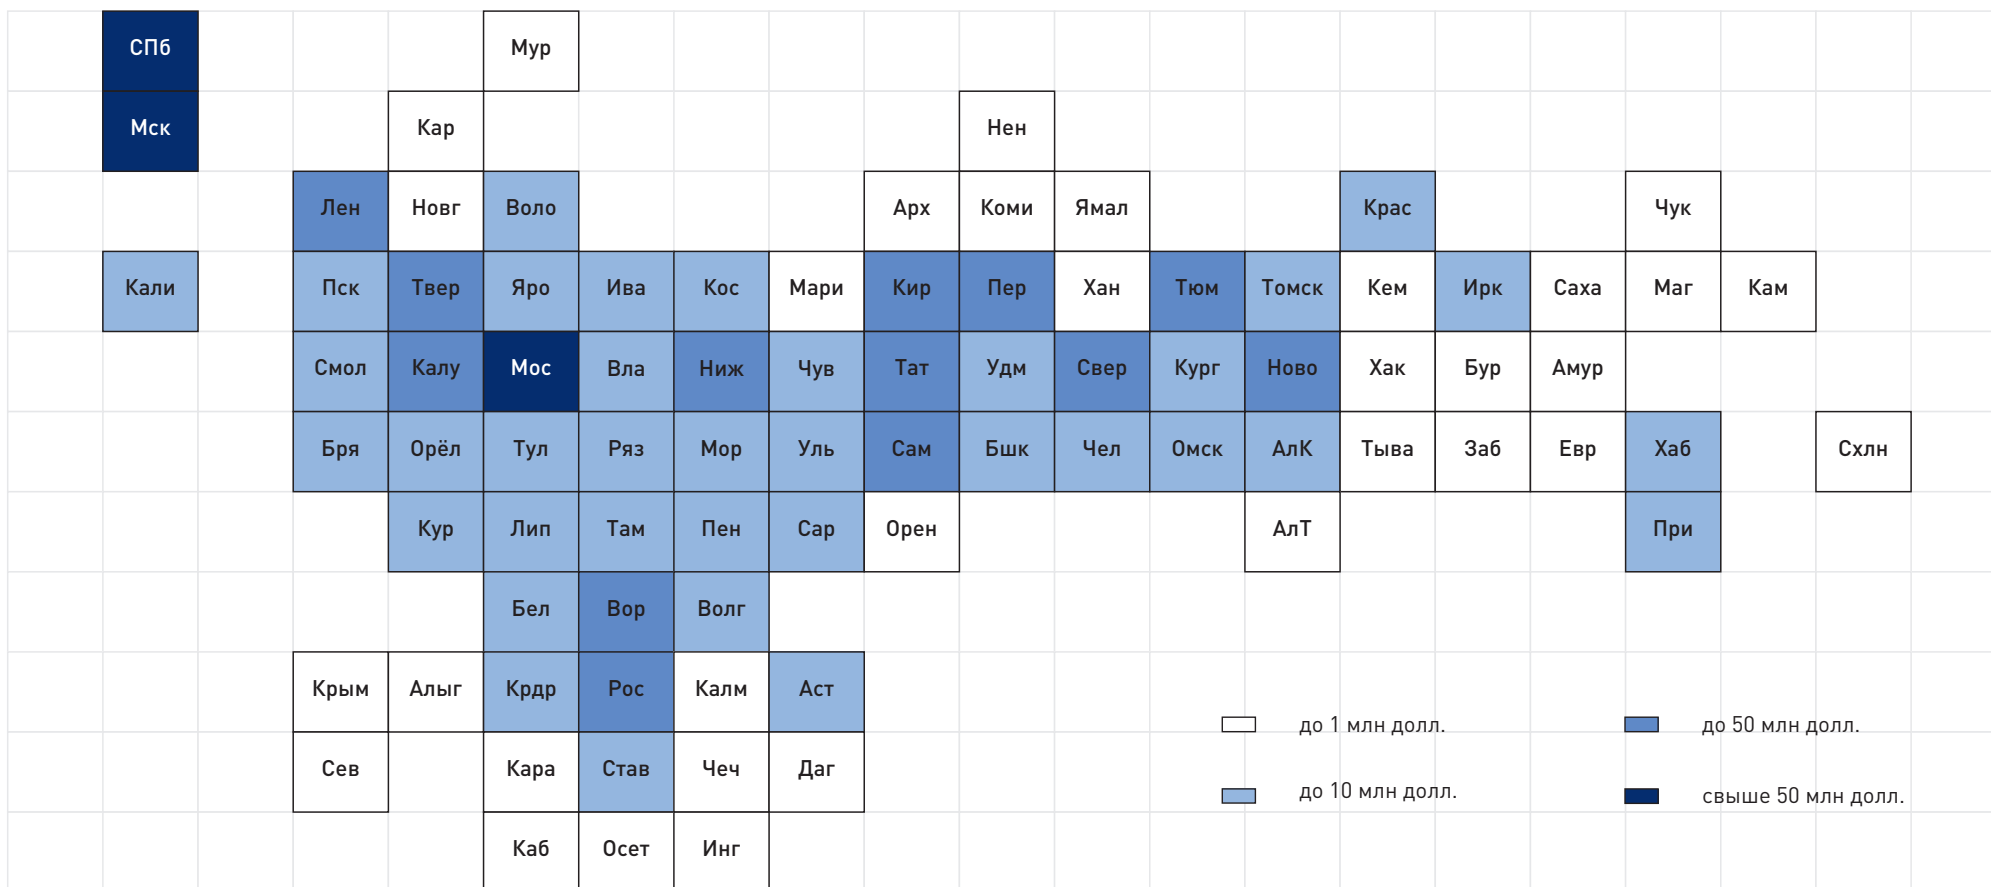 СПб Мур
Мск Кар Нен
Лен Новг Воло Арх Коми Ямал Крас Чук
Кали Пск Твер Яро Ива Кос Мари Кир Пер Хан Тюм Томск Кем Ирк Саха Маг Кам
Смол Калу Мос Вла Ниж Чув Тат Удм Свер Кург Ново Хак Бур Амур
Бря Орёл Тул Ряз Мор Уль Сам Бшк Чел Омск АлК Тыва Заб Евр Хаб Схлн
Кур Лип Там Пен Сар Орен АлТ При
Бел Вор Волг
Крым Алыг Крдр Рос Калм Аст
до 1 млн долл. до 50 млн долл.
Сев Кара Став Чеч Даг
до 10 млн долл. свыше 50 млн долл.
Каб Осет Инг